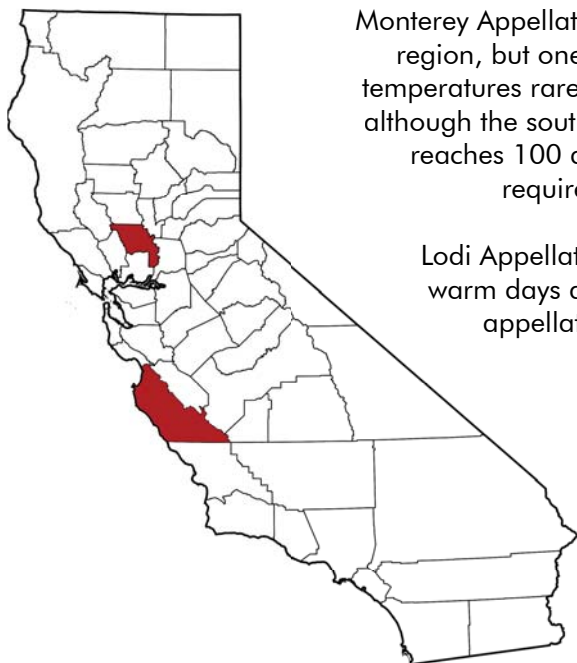 Monterey Appellat
region, but one
temperatures rare
although the sout
reaches 100 d
require
Lodi Appellat
warm days a
appellat